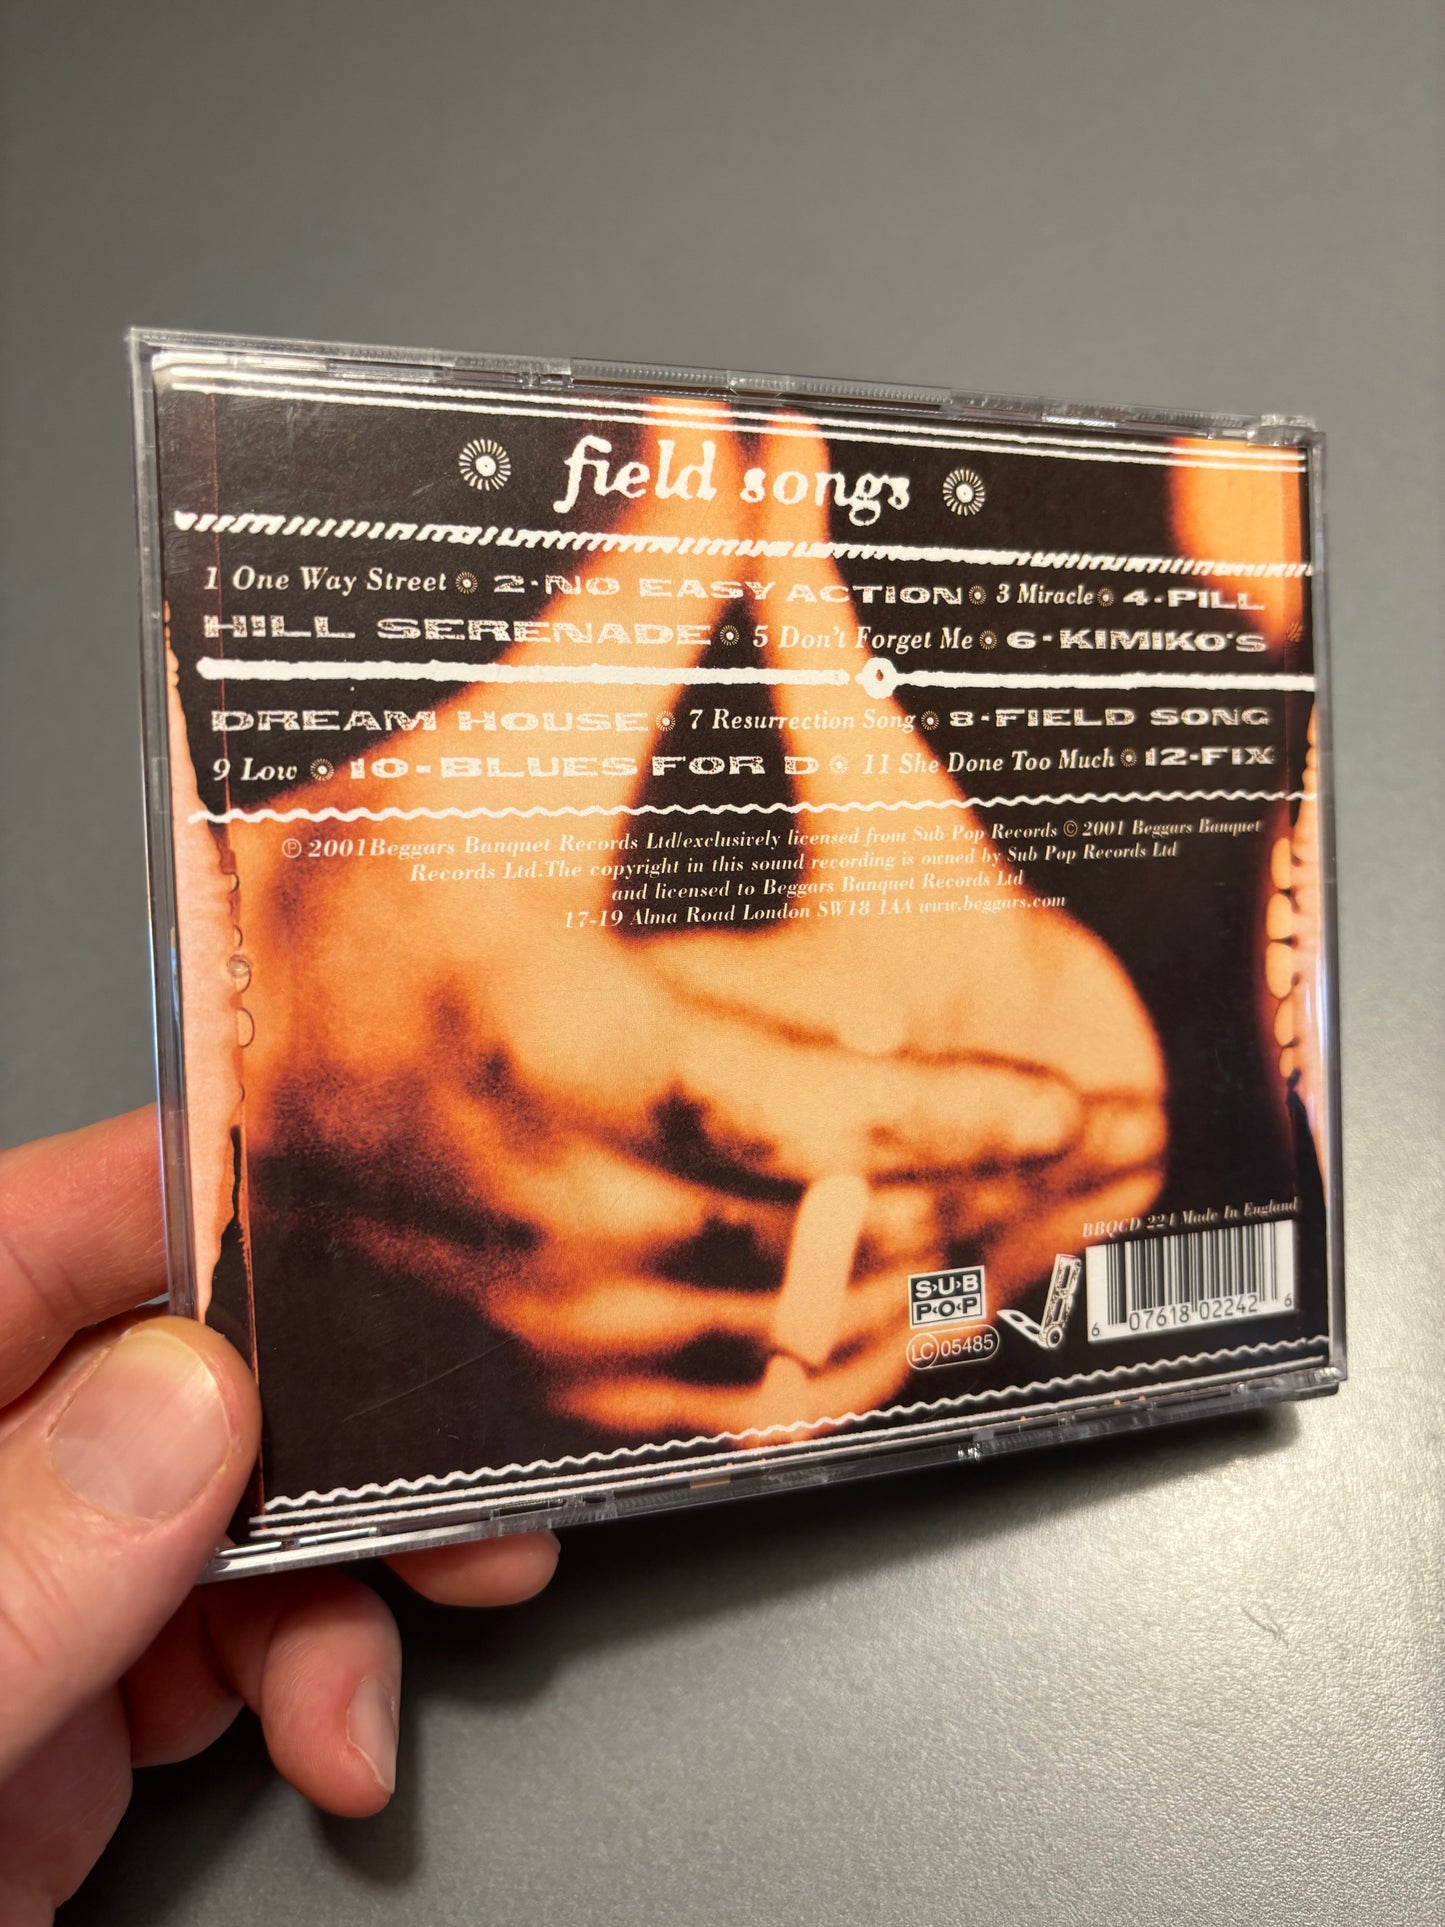 field songs
1 One Way Street 2-NO EASY ACTION 3 Miracle 4-PILL
HILL SERENADE 5 Don't Forget Me 6-KIMIKO'S
DREAM HOUSE 7 Resurrection Song 8-FIELD SONG
9 Low 10-BLUES FOR D 11 She Done Too Much 12-FIX
℗ 2001Beggars Banquet Records Ltd/exclusively licensed from Sub Pop Records © 2001 Beggars Banquet
Records Ltd.The copyright in this sound recording is owned by Sub Pop Records Ltd
and licensed to Beggars Banquet Records Ltd
17-19 Alma Road London SW18 1AA www.beggars.com
BBQCD 224 Made In England
SUB
POP
LC 05485
6 07618 02242 6